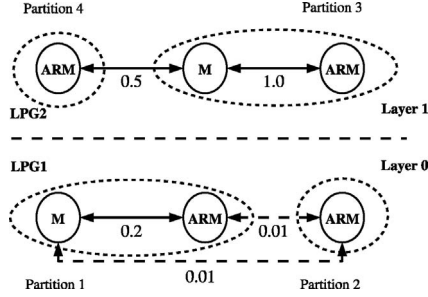 Partition 4
Partition 3
ARM
M
ARM
0.5
1.0
LPG2
Layer 1
LPG1
Layer 0
M
ARM
ARM
0.2
0.01
Partition 1
0.01
Partition 2